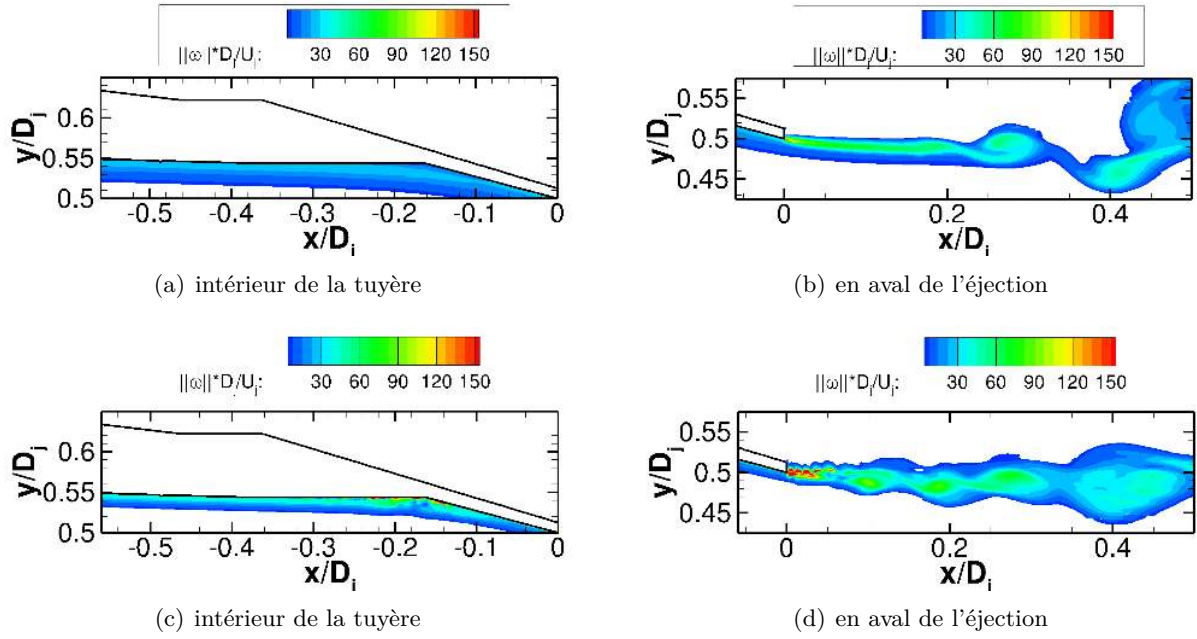 ||ω||*D_j/U_j: 30 60 90 120 150
y/D_j
0.6
0.55
0.5
-0.5 -0.4 -0.3 -0.2 -0.1 0
x/D_j
(a) intérieur de la tuyère
||ω||*D_j/U_j: 30 60 90 120 150
y/D_j
0.55
0.5
0.45
0 0.2 0.4
x/D_j
(b) en aval de l'éjection
||ω||*D_j/U_j: 30 60 90 120 150
y/D_j
0.6
0.55
0.5
-0.5 -0.4 -0.3 -0.2 -0.1 0
x/D_j
(c) intérieur de la tuyère
||ω||*D_j/U_j: 30 60 90 120 150
y/D_j
0.55
0.5
0.45
0 0.2 0.4
x/D_j
(d) en aval de l'éjection